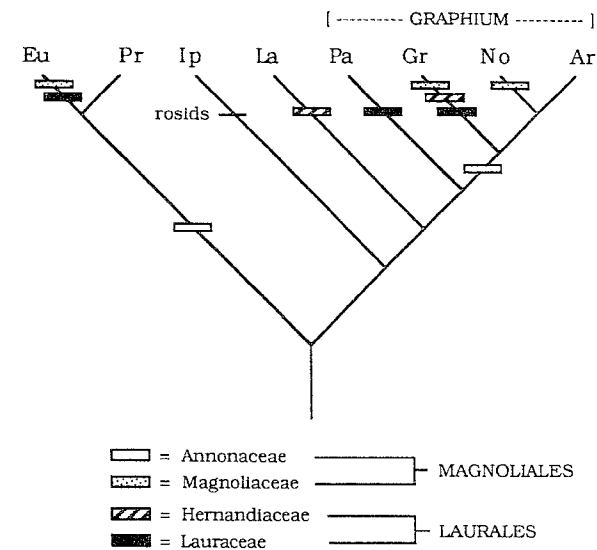 [ -------- GRAPHIUM -------- ]
Eu Pr Ip La Pa Gr No Ar
rosids
= Annonaceae
= Magnoliaceae
MAGNOLIALES
= Hernandiaceae
= Lauraceae
LAURALES